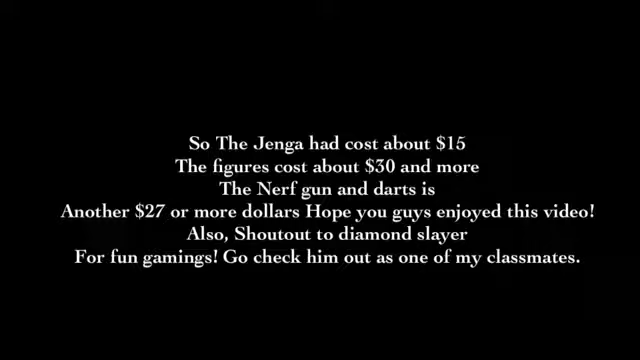 So The Jenga had cost about $15
The figures cost about $30 and more
The Nerf gun and darts is
Another $27 or more dollars Hope you guys enjoyed this video!
Also, Shoutout to diamond slayer
For fun gamings! Go check him out as one of my classmates.